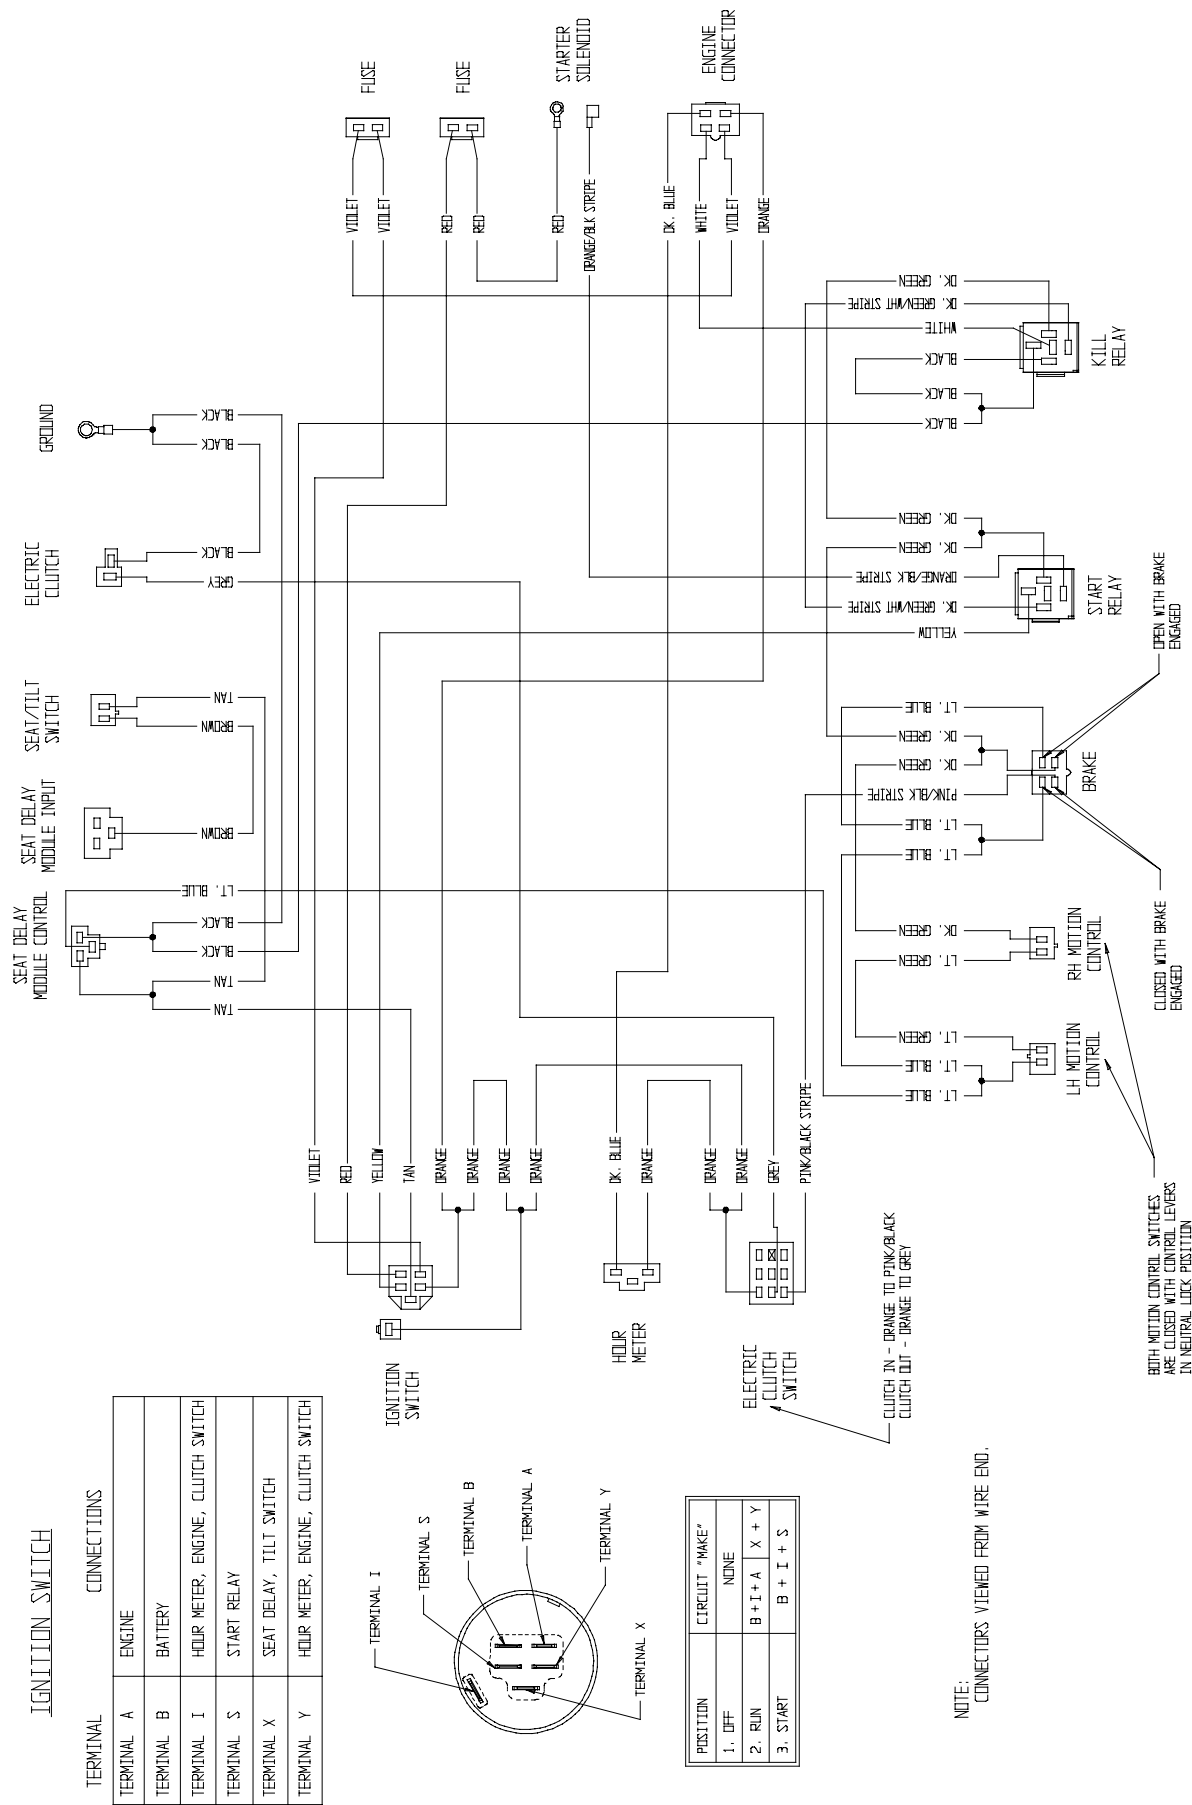 IGNITION SWITCH
TERMINAL CONNECTIONS
TERMINAL A ENGINE
TERMINAL B BATTERY
TERMINAL I HOUR METER, ENGINE, CLUTCH SWITCH
TERMINAL S START RELAY
TERMINAL X SEAT DELAY, TILT SWITCH
TERMINAL Y HOUR METER, ENGINE, CLUTCH SWITCH
TERMINAL I
TERMINAL S
TERMINAL B
TERMINAL A
TERMINAL Y
TERMINAL X
POSITION CIRCUIT "MAKE"
1. OFF NONE
2. RUN B+I+A X + Y
3. START B + I + S
NOTE:
CONNECTORS VIEWED FROM WIRE END.
SEAT DELAY
MODULE CONTROL
SEAT DELAY
MODULE INPUT
SEAT/TILT
SWITCH
ELECTRIC
CLUTCH
GROUND
TAN
TAN
BLACK
BLACK
LT. BLUE
BROWN
BROWN
TAN
GREY
BLACK
BLACK
BLACK
FUSE
FUSE
STARTER
SOLENOID
ENGINE
CONNECTOR
VIOLET
VIOLET
RED
RED
RED
ORANGE/BLK STRIPE
DK. BLUE
WHITE
VIOLET
ORANGE
IGNITION
SWITCH
VIOLET
RED
YELLOW
TAN
ORANGE
ORANGE
ORANGE
ORANGE
HOUR
METER
DK. BLUE
ORANGE
ELECTRIC
CLUTCH
SWITCH
ORANGE
ORANGE
GREY
PINK/BLACK STRIPE
CLUTCH IN - ORANGE TO PINK/BLACK
CLUTCH OUT - ORANGE TO GREY
LH MOTION
CONTROL
LT. BLUE
LT. BLUE
LT. GREEN
RH MOTION
CONTROL
LT. GREEN
DK. GREEN
BOTH MOTION CONTROL SWITCHES
ARE CLOSED WITH CONTROL LEVERS
IN NEUTRAL LOCK POSITION
BRAKE
LT. BLUE
LT. BLUE
PINK/BLK STRIPE
DK. GREEN
DK. GREEN
LT. BLUE
CLOSED WITH BRAKE
ENGAGED
OPEN WITH BRAKE
ENGAGED
START
RELAY
YELLOW
DK. GREEN/WHT STRIPE
ORANGE/BLK STRIPE
DK. GREEN
DK. GREEN
KILL
RELAY
BLACK
BLACK
BLACK
WHITE
DK. GREEN/WHT STRIPE
DK. GREEN